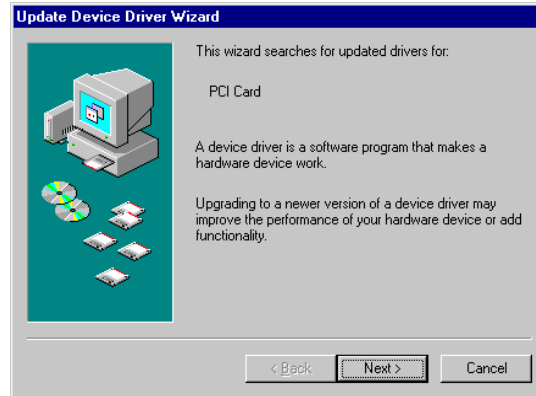 Update Device Driver Wizard
This wizard searches for updated drivers for:
PCI Card
A device driver is a software program that makes a
hardware device work.
Upgrading to a newer version of a device driver may
improve the performance of your hardware device or add
functionality.
< Back
Next >
Cancel